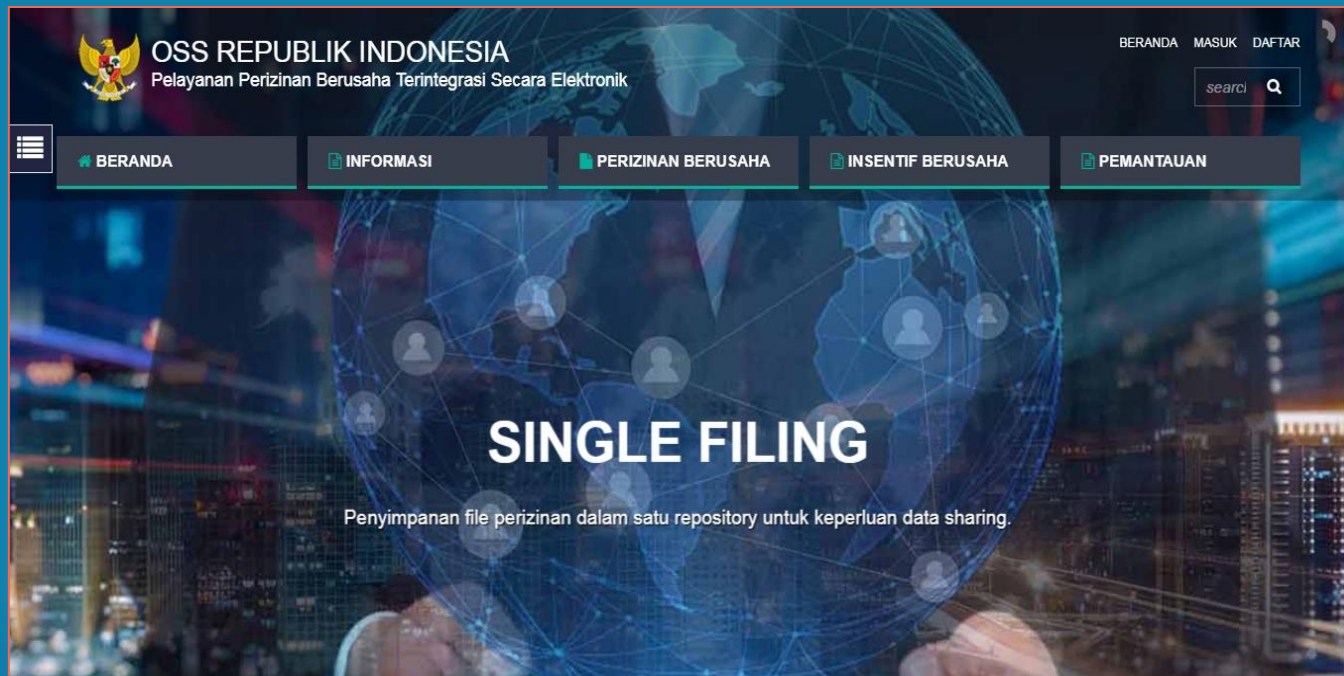 OSS REPUBLIK INDONESIA
Pelayanan Perizinan Berusaha Terintegrasi Secara Elektronik
BERANDA MASUK DAFTAR
searcl
BERANDA
INFORMASI
PERIZINAN BERUSAHA
INSENTIF BERUSAHA
PEMANTAUAN
SINGLE FILING
Penyimpanan file perizinan dalam satu repository untuk keperluan data sharing.